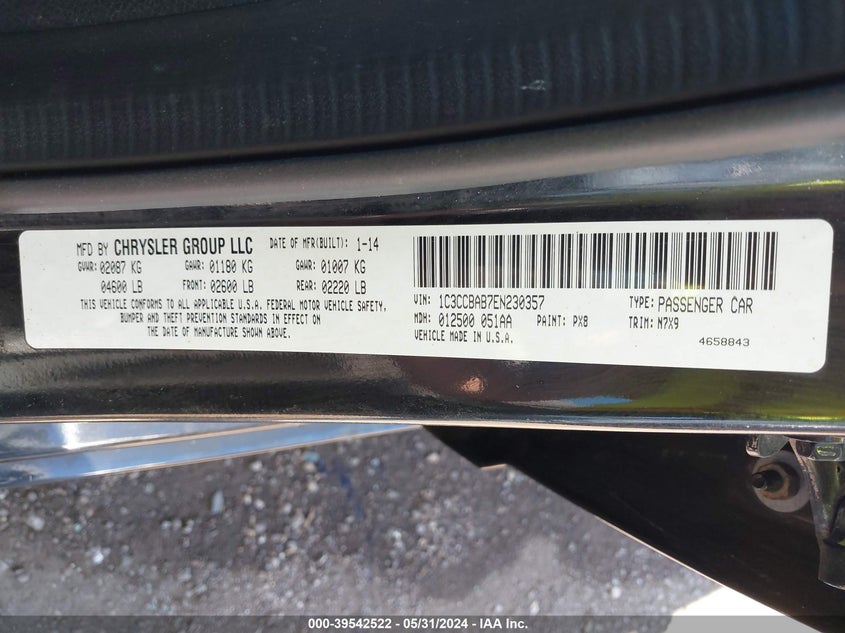 MFD BY CHRYSLER GROUP LLC DATE OF MFR(BUILT): 1-14
GVWR: 02087 KG GAWR: 01180 KG GAWR: 01007 KG
04600 LB FRONT: 02600 LB REAR: 02220 LB
THIS VEHICLE CONFORMS TO ALL APPLICABLE U.S.A. FEDERAL MOTOR VEHICLE SAFETY,
BUMPER AND THEFT PREVENTION STANDARDS IN EFFECT ON
THE DATE OF MANUFACTURE SHOWN ABOVE.
VIN: 1C3CCBAB7EN230357 TYPE: PASSENGER CAR
MDH: 012500 051AA PAINT: PX8 TRIM: N7X9
VEHICLE MADE IN U.S.A. 4658843
000-39542522 - 05/31/2024 - IAA Inc.